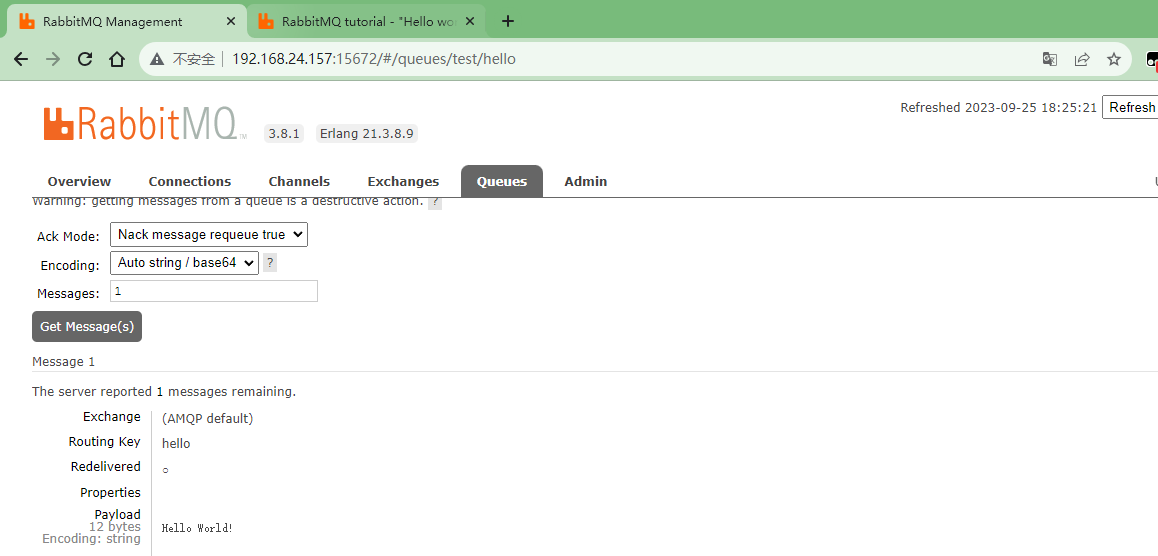 RabbitMQ Management
RabbitMQ tutorial - "Hello wo
不安全 192.168.24.157:15672/#/queues/test/hello
Refreshed 2023-09-25 18:25:21 Refresh
RabbitMQ TM 3.8.1 Erlang 21.3.8.9
Overview Connections Channels Exchanges Queues Admin
Warning: getting messages from a queue is a destructive action. ?
Ack Mode: Nack message requeue true
Encoding: Auto string / base64 ?
Messages: 1
Get Message(s)
Message 1
The server reported 1 messages remaining.
Exchange (AMQP default)
Routing Key hello
Redelivered ○
Properties
Payload
12 bytes Hello World!
Encoding: string